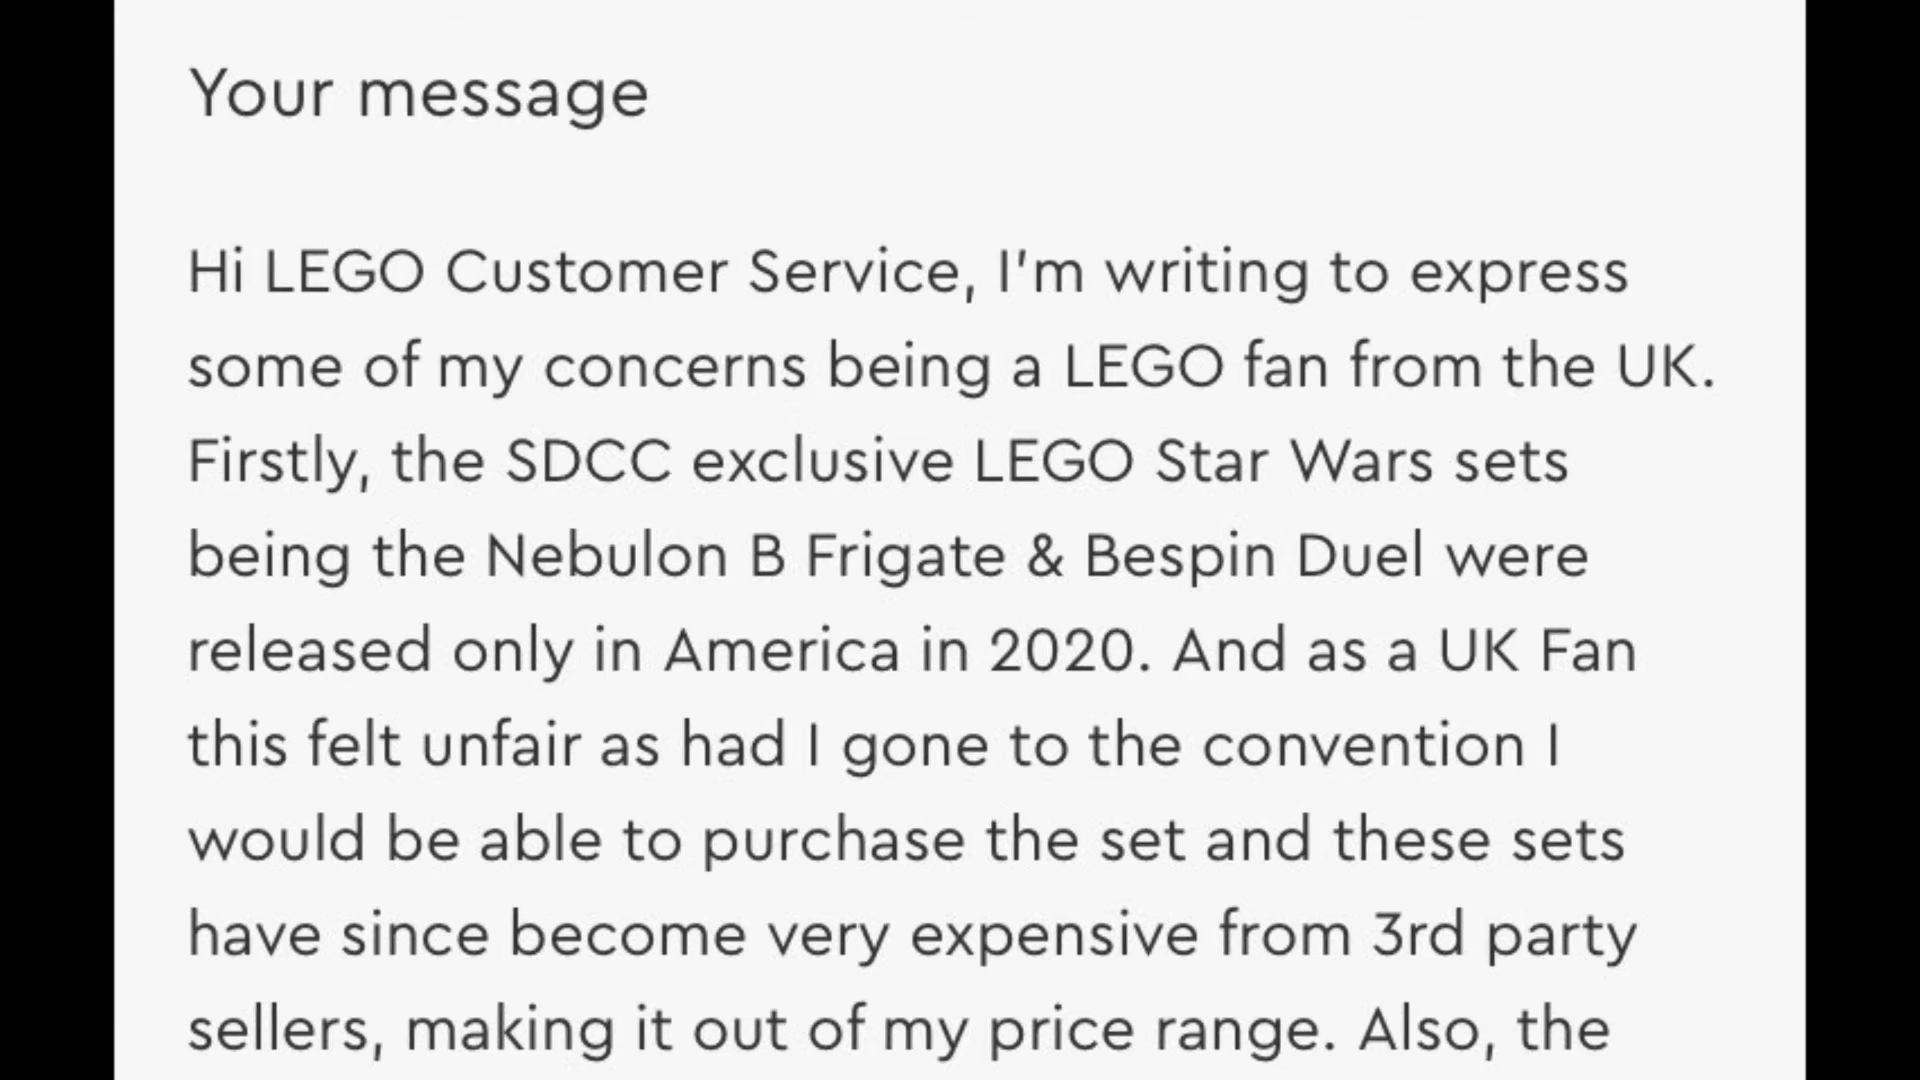 Your message
Hi LEGO Customer Service, I'm writing to express
some of my concerns being a LEGO fan from the UK.
Firstly, the SDCC exclusive LEGO Star Wars sets
being the Nebulon B Frigate & Bespin Duel were
released only in America in 2020. And as a UK Fan
this felt unfair as had I gone to the convention I
would be able to purchase the set and these sets
have since become very expensive from 3rd party
sellers, making it out of my price range. Also, the